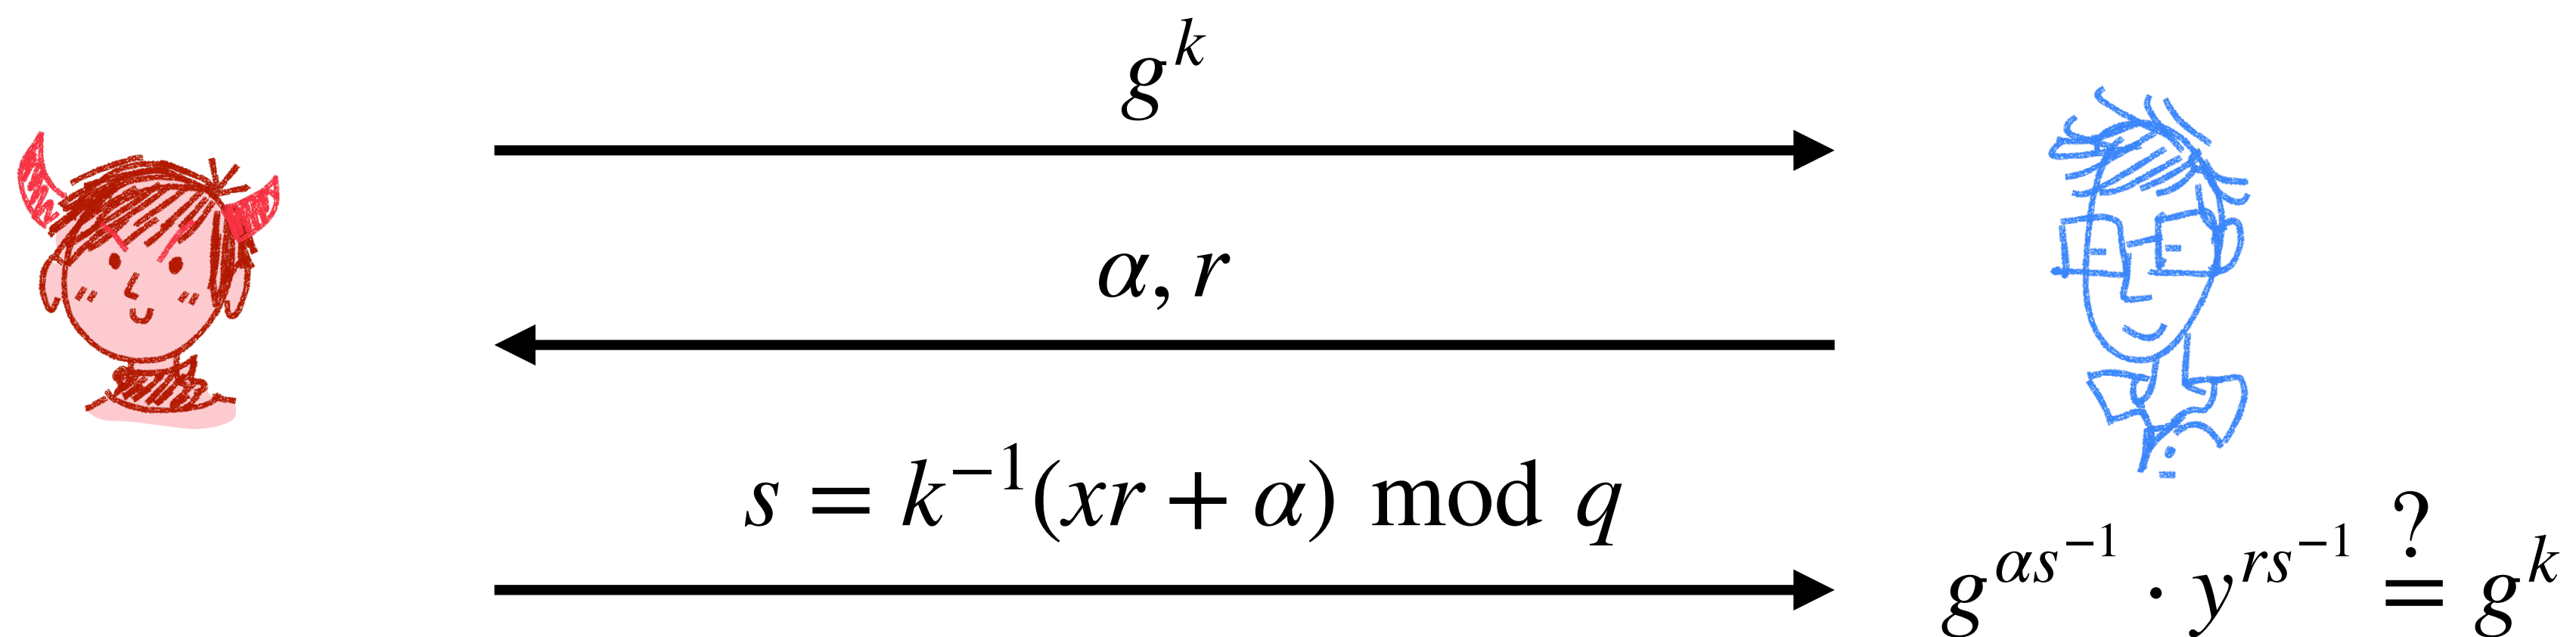 g^k
α, r
s = k^{−1}(xr + α) mod q
g^{αs^{−1}} · y^{rs^{−1}} ≟ g^k